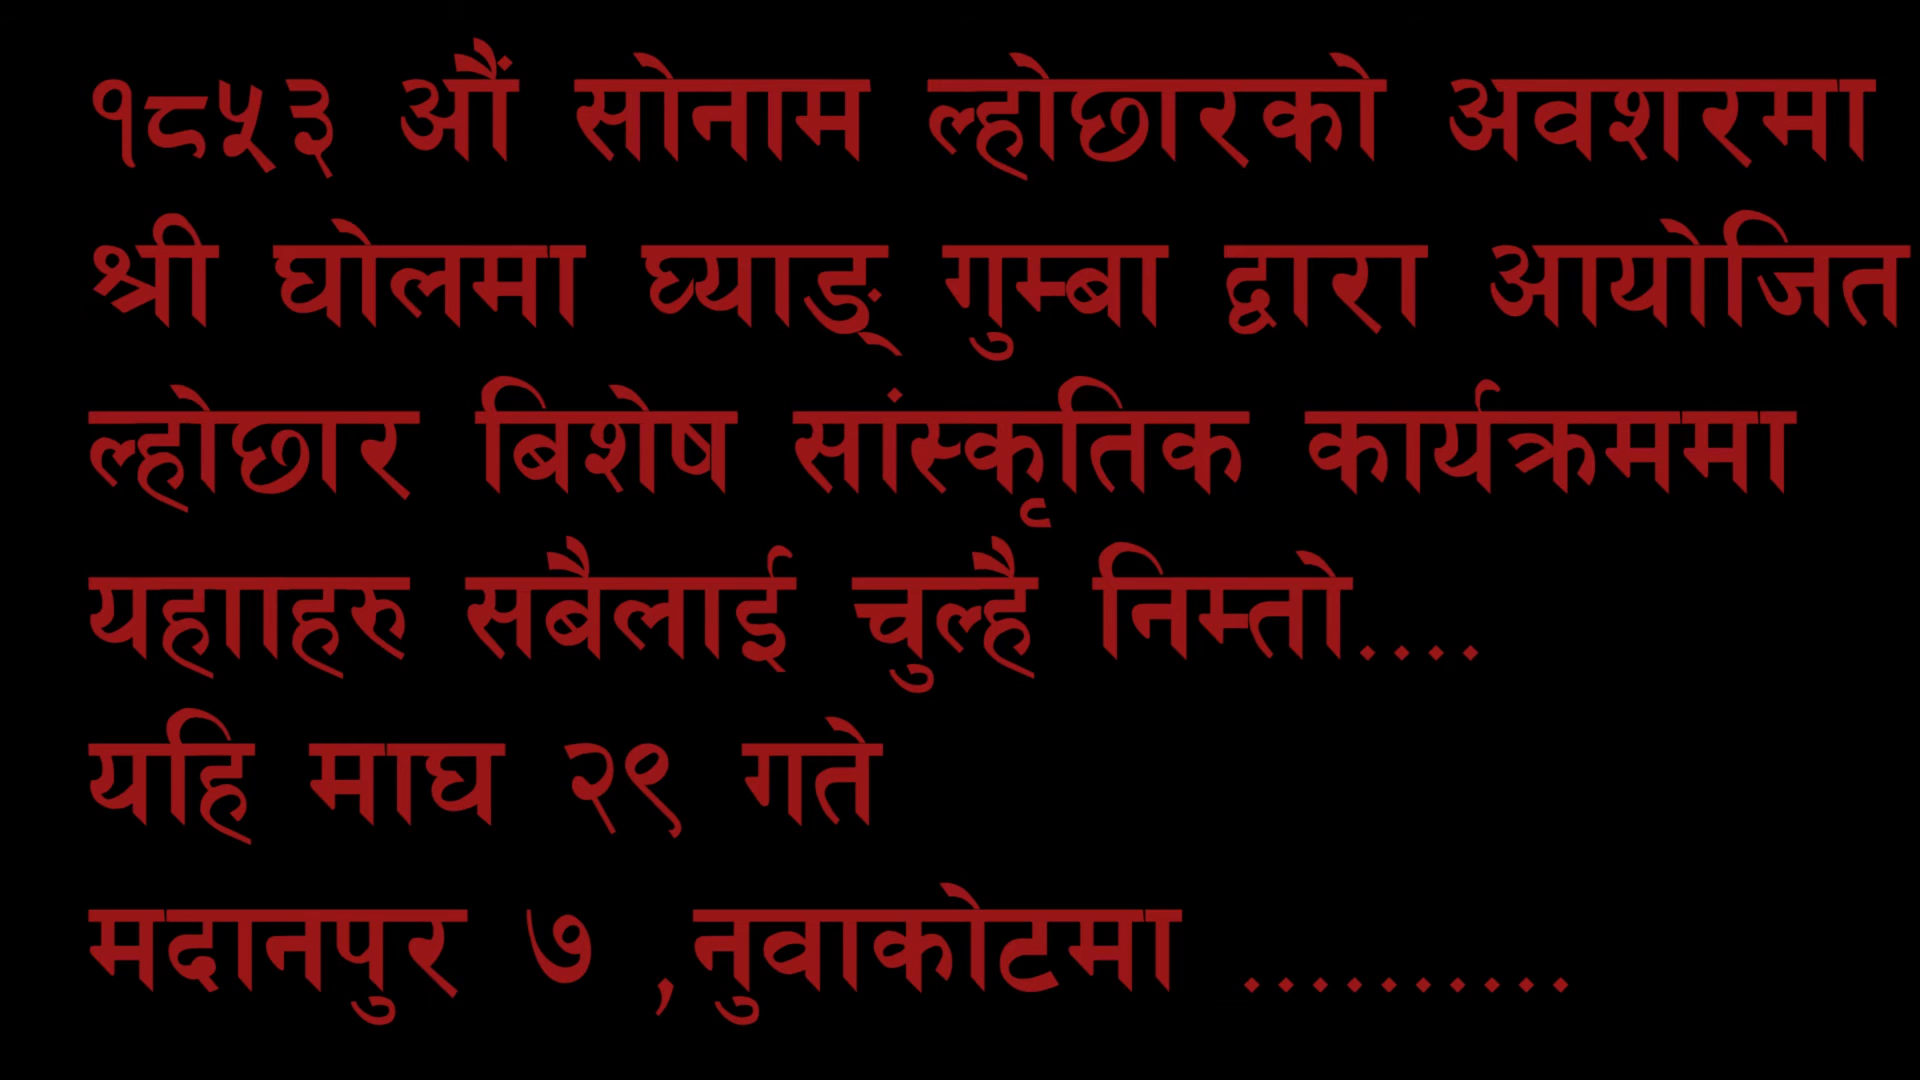 १८५३ औं सोनाम ल्होछारको अवशरमा
श्री घोलमा घ्याङ् गुम्बा द्वारा आयोजित
ल्होछार बिशेष सांस्कृतिक कार्यक्रममा
यहााहरु सबैलाई चुल्है निम्तो....
यहि माघ २९ गते
मदानपुर ७ ,नुवाकोटमा ..........